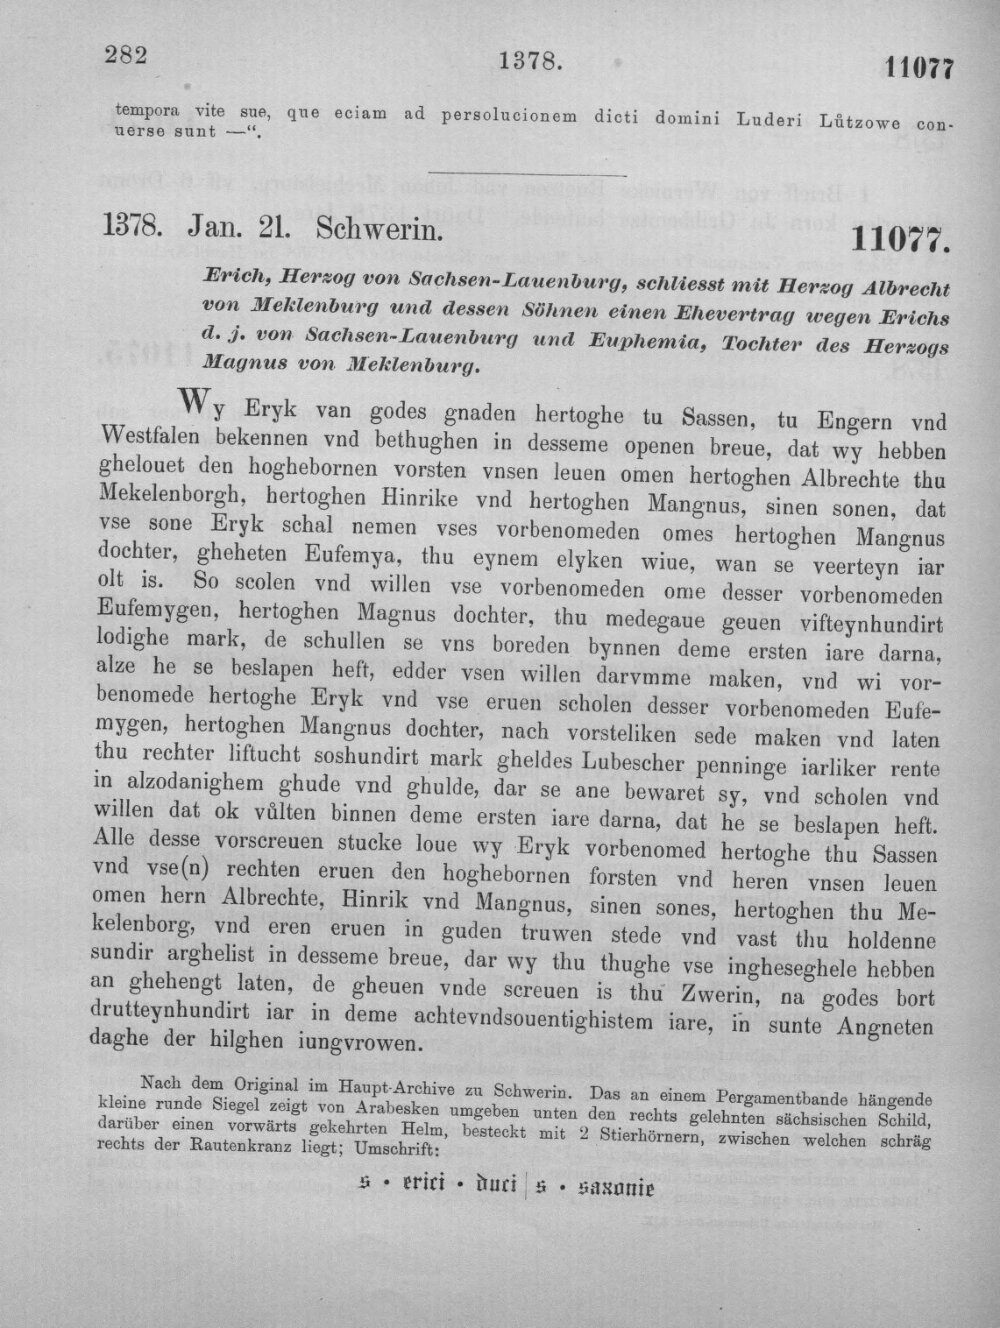 282 1378. 11077
tempora vite sue, que eciam ad persolucionem dicti domini Luderi Lůtzowe con-
uerse sunt —“.
1378. Jan. 21. Schwerin. 11077.
Erich, Herzog von Sachsen-Lauenburg, schliesst mit Herzog Albrecht
von Meklenburg und dessen Söhnen einen Ehevertrag wegen Erichs
d. j. von Sachsen-Lauenburg und Euphemia, Tochter des Herzogs
Magnus von Meklenburg.
Wy Eryk van godes gnaden hertoghe tu Sassen, tu Engern vnd
Westfalen bekennen vnd bethughen in desseme openen breue, dat wy hebben
ghelouet den hoghebornen vorsten vnsen leuen omen hertoghen Albrechte thu
Mekelenborgh, hertoghen Hinrike vnd hertoghen Mangnus, sinen sonen, dat
vse sone Eryk schal nemen vses vorbenomeden omes hertoghen Mangnus
dochter, gheheten Eufemya, thu eynem elyken wiue, wan se veerteyn iar
olt is. So scolen vnd willen vse vorbenomeden ome desser vorbenomeden
Eufemygen, hertoghen Magnus dochter, thu medegaue geuen vifteynhundirt
lodighe mark, de schullen se vns boreden bynnen deme ersten iare darna,
alze he se beslapen heft, edder vsen willen darvmme maken, vnd wi vor-
benomede hertoghe Eryk vnd vse eruen scholen desser vorbenomeden Eufe-
mygen, hertoghen Mangnus dochter, nach vorsteliken sede maken vnd laten
thu rechter liftucht soshundirt mark gheldes Lubescher penninge iarliker rente
in alzodanighem ghude vnd ghulde, dar se ane bewaret sy, vnd scholen vnd
willen dat ok vůlten binnen deme ersten iare darna, dat he se beslapen heft.
Alle desse vorscreuen stucke loue wy Eryk vorbenomed hertoghe thu Sassen
vnd vse(n) rechten eruen den hoghebornen forsten vnd heren vnsen leuen
omen hern Albrechte, Hinrik vnd Mangnus, sinen sones, hertoghen thu Me-
kelenborg, vnd eren eruen in guden truwen stede vnd vast thu holdenne
sundir arghelist in desseme breue, dar wy thu thughe vse ingheseghele hebben
an ghehengt laten, de gheuen vnde screuen is thu Zwerin, na godes bort
drutteynhundirt iar in deme achtevndsouentighistem iare, in sunte Angneten
daghe der hilghen iungvrowen.
Nach dem Original im Haupt-Archive zu Schwerin. Das an einem Pergamentbande hängende
kleine runde Siegel zeigt von Arabesken umgeben unten den rechts gelehnten sächsischen Schild,
darüber einen vorwärts gekehrten Helm, besteckt mit 2 Stierhörnern, zwischen welchen schräg
rechts der Rautenkranz liegt; Umschrift:
s • erici • duci | s • saxonie